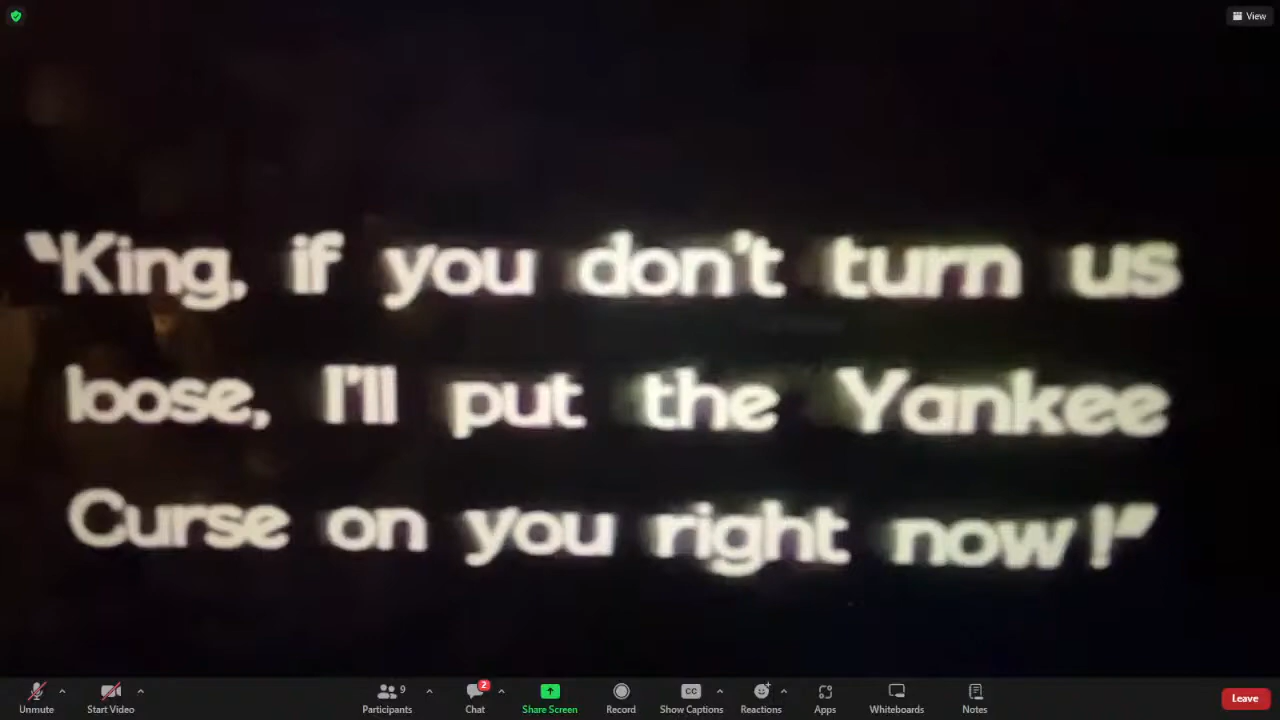 View
“King, if you don’t turn us
loose, I’ll put the Yankee
Curse on you right now!”
9
2
CC
Unmute
Start Video
Participants
Chat
Share Screen
Record
Show Captions
Reactions
Apps
Whiteboards
Notes
Leave